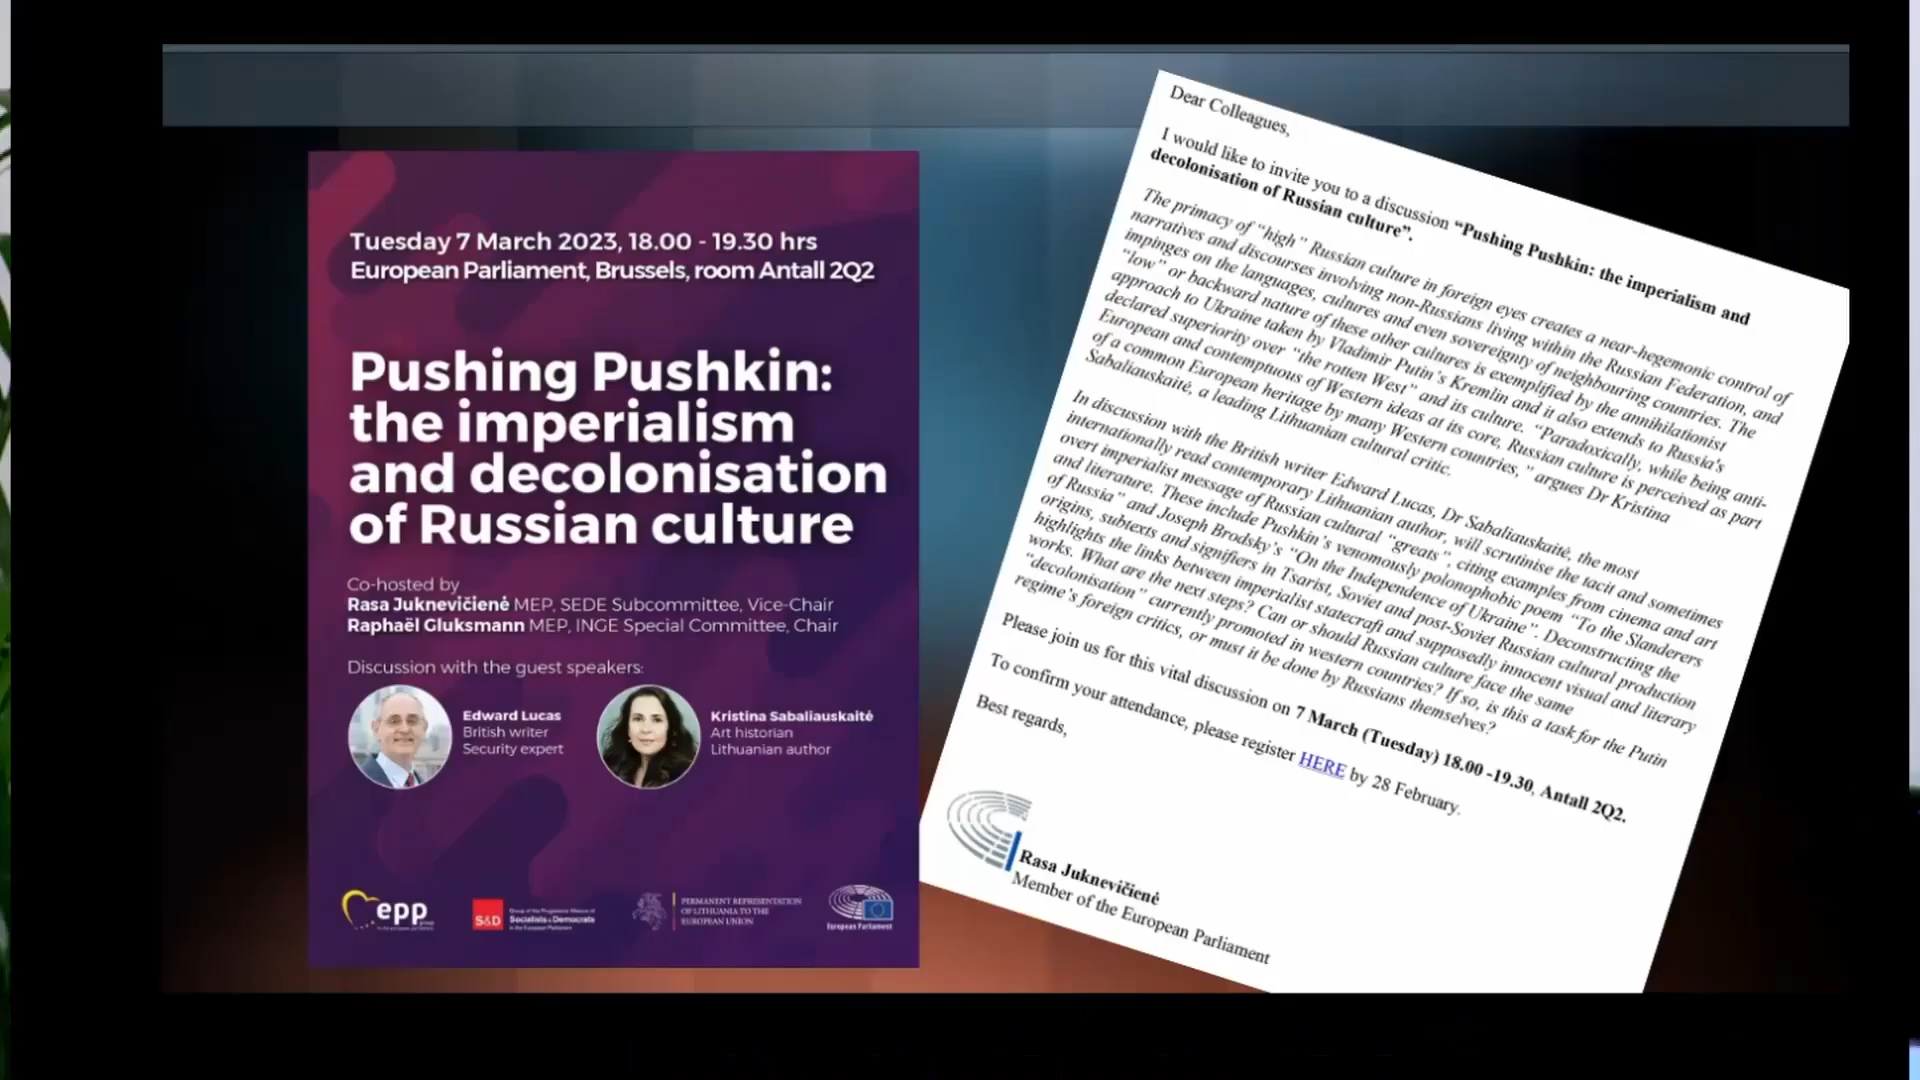 Tuesday 7 March 2023, 18.00 - 19.30 hrs
European Parliament, Brussels, room Antall 2Q2
Pushing Pushkin:
the imperialism
and decolonisation
of Russian culture
Co-hosted by
Rasa Juknevičienė MEP, SEDE Subcommittee, Vice-Chair
Raphaël Gluksmann MEP, INGE Special Committee, Chair
Discussion with the guest speakers:
Edward Lucas
British writer
Security expert
Kristina Sabaliauskaitė
Art historian
Lithuanian author
epp
S&D
Socialists & Democrats
PERMANENT REPRESENTATION
OF LITHUANIA TO THE
EUROPEAN UNION
European Parliament
Dear Colleagues,
I would like to invite you to a discussion “Pushing Pushkin: the imperialism and
decolonisation of Russian culture”.
The primacy of “high” Russian culture in foreign eyes creates a near-hegemonic control of
narratives and discourses involving non-Russians living within the Russian Federation, and
impinges on the languages, cultures and even sovereignty of neighbouring countries. The
“low” or backward nature of these other cultures is exemplified by the annihilationist
approach to Ukraine taken by Vladimir Putin's Kremlin and it also extends to Russia's
declared superiority over “the rotten West” and its culture. “Paradoxically, while being anti-
European and contemptuous of Western ideas at its core, Russian culture is perceived as part
of a common European heritage by many Western countries,” argues Dr Kristina
Sabaliauskaitė, a leading Lithuanian cultural critic.
In discussion with the British writer Edward Lucas, Dr Sabaliauskaitė, the most
internationally read contemporary Lithuanian author, will scrutinise the tacit and sometimes
overt imperialist message of Russian cultural “greats”, citing examples from cinema and art
and literature. These include Pushkin's venomously polonophobic poem “To the Slanderers
of Russia” and Joseph Brodsky's “On the Independence of Ukraine”. Deconstructing the
origins, subtexts and signifiers in Tsarist, Soviet and post-Soviet Russian cultural production
highlights the links between imperialist statecraft and supposedly innocent visual and literary
works. What are the next steps? Can or should Russian culture face the same
“decolonisation” currently promoted in western countries? If so, is this a task for the Putin
regime's foreign critics, or must it be done by Russians themselves?
Please join us for this vital discussion on 7 March (Tuesday) 18.00 -19.30, Antall 2Q2.
To confirm your attendance, please register HERE by 28 February.
Best regards,
Rasa Juknevičienė
Member of the European Parliament